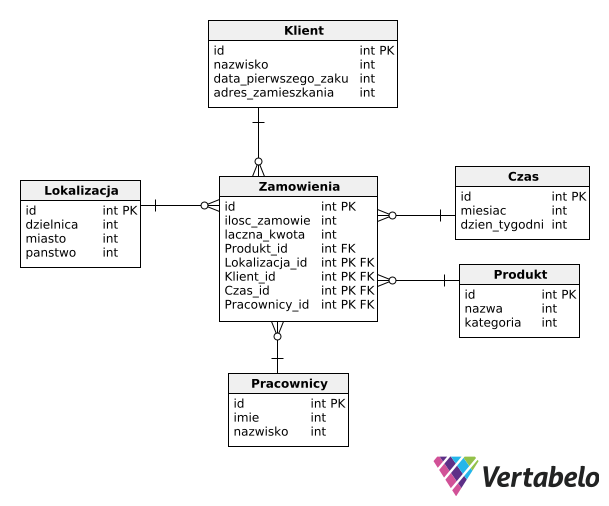 Klient
id int PK
nazwisko int
data_pierwszego_zaku int
adres_zamieszkania int
Lokalizacja
id int PK
dzielnica int
miasto int
panstwo int
Zamowienia
id int PK
ilosc_zamowie int
laczna_kwota int
Produkt_id int FK
Lokalizacja_id int PK FK
Klient_id int PK FK
Czas_id int PK FK
Pracownicy_id int PK FK
Czas
id int PK
miesiac int
dzien_tygodni int
Produkt
id int PK
nazwa int
kategoria int
Pracownicy
id int PK
imie int
nazwisko int
Vertabelo